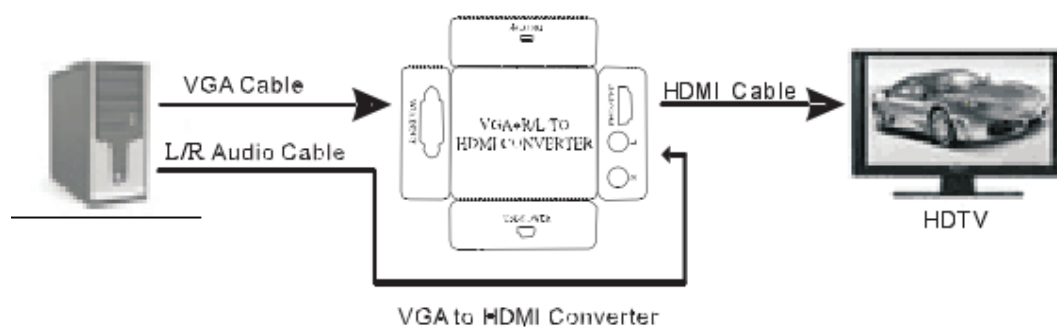 VGA Cable
L/R Audio Cable
VGA+R/L TO
HDMI CONVERTER
L
R
HDMI Cable
HDTV
VGA to HDMI Converter